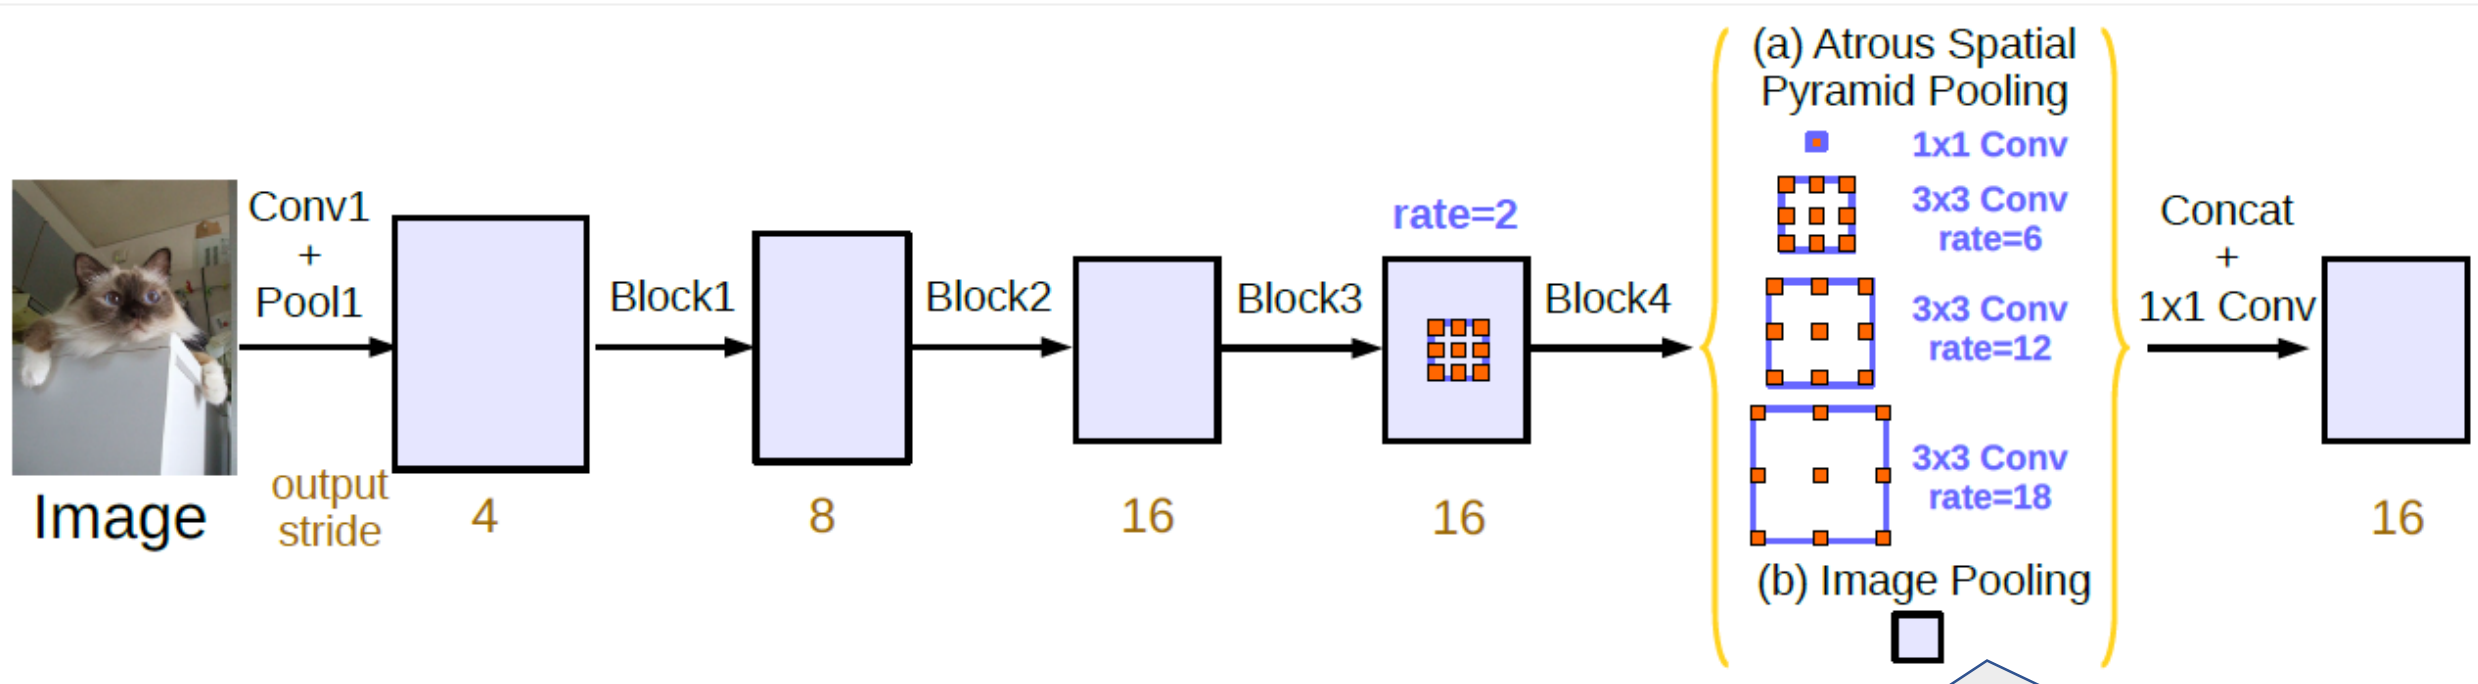 Image
Conv1
+
Pool1
output
stride
4
Block1
8
Block2
16
Block3
rate=2
16
Block4
(a) Atrous Spatial
Pyramid Pooling
1x1 Conv
3x3 Conv
rate=6
3x3 Conv
rate=12
3x3 Conv
rate=18
(b) Image Pooling
Concat
+
1x1 Conv
16